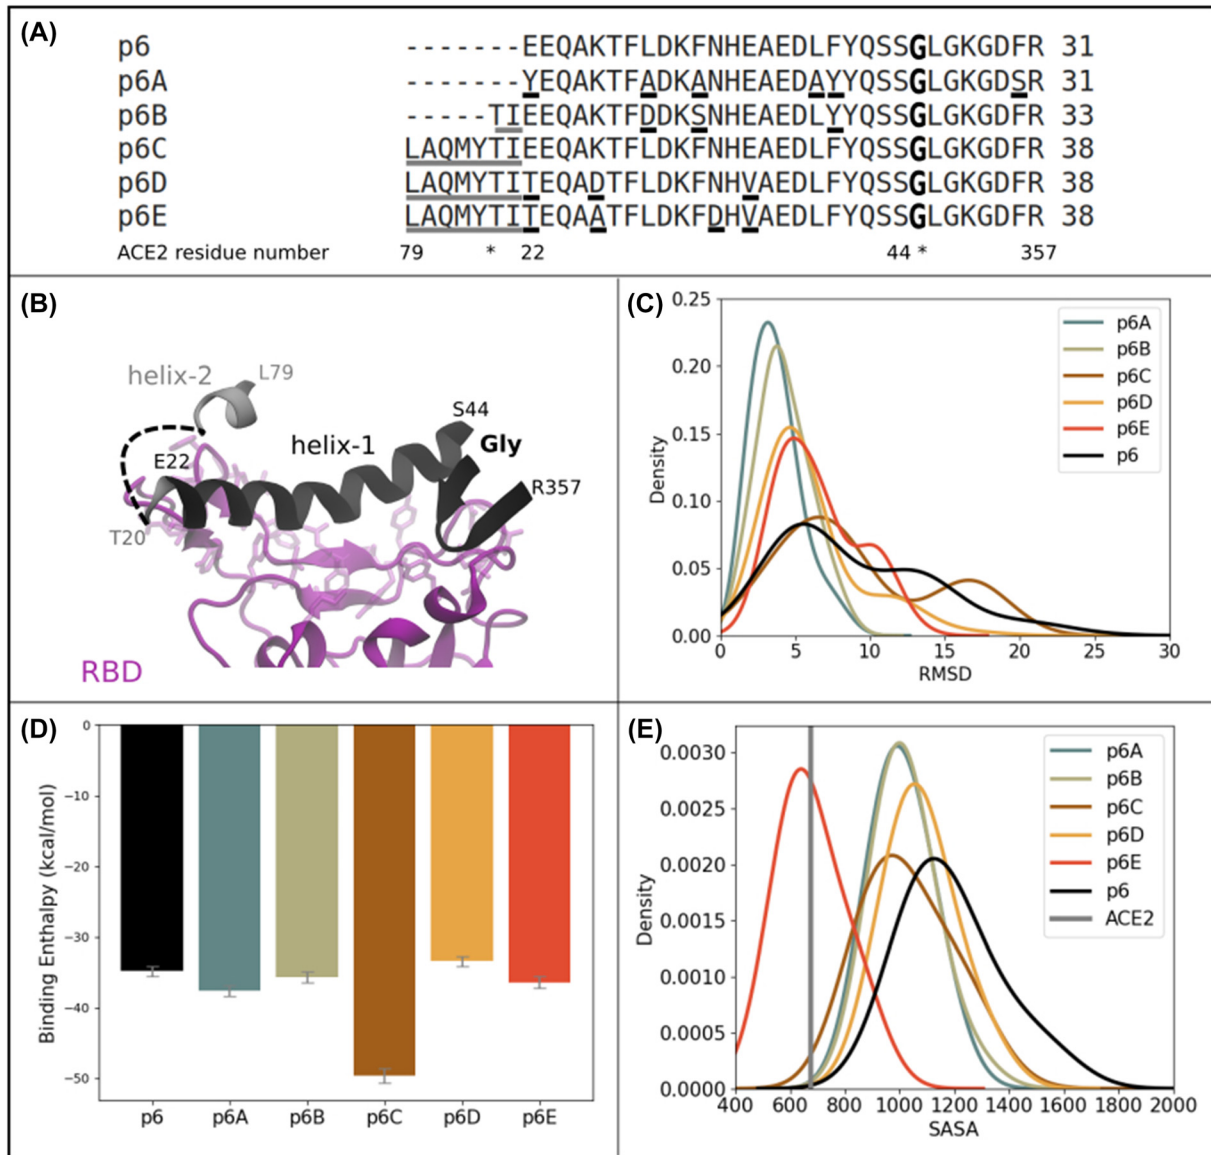 (A)
p6 -------EEQAKTFLDKFNHEAEDLFYQSSGLGKGDFR 31
p6A -------YEQAKTFADKANHEAEDAYYQSSGLGKGDSR 31
p6B -----TIEEQAKTFDDKSNHEAEDLYYQSSGLGKGDFR 33
p6C LAQMYTIEEQAKTFLDKFNHEAEDLFYQSSGLGKGDFR 38
p6D LAQMYTITEQADTFLDKFNHVAEDLFYQSSGLGKGDFR 38
p6E LAQMYTITEQAATFLDKFDHVAEDLFYQSSGLGKGDFR 38
ACE2 residue number 79 * 22 44 * 357
(B)
helix-2
L79
S44
helix-1
Gly
E22
R357
T20
RBD
(C)
0.25
0.20
0.15
0.10
0.05
0.00
Density
0 5 10 15 20 25 30
RMSD
p6A
p6B
p6C
p6D
p6E
p6
(D)
0
−10
−20
−30
−40
−50
Binding Enthalpy (kcal/mol)
p6 p6A p6B p6C p6D p6E
(E)
0.0030
0.0025
0.0020
0.0015
0.0010
0.0005
0.0000
Density
400 600 800 1000 1200 1400 1600 1800 2000
SASA
p6A
p6B
p6C
p6D
p6E
p6
ACE2